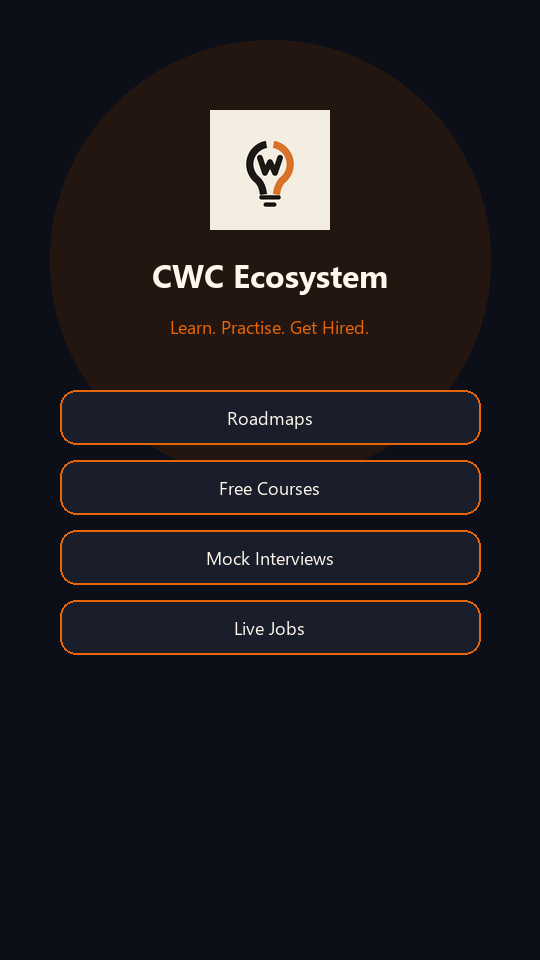 W
CWC Ecosystem
Learn. Practise. Get Hired.
Roadmaps
Free Courses
Mock Interviews
Live Jobs